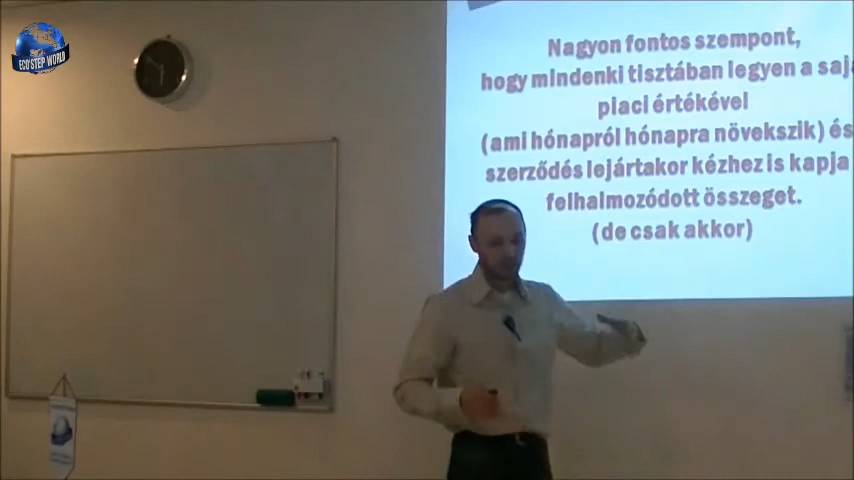 ECO STEP WORLD
Nagyon fontos szempont,
hogy mindenki tisztában legyen a saj
piaci értékével
(ami hónapról hónapra növekszik) és
szerződés lejártakor kézhez is kapja
felhalmozódott összeget.
(de csak akkor)